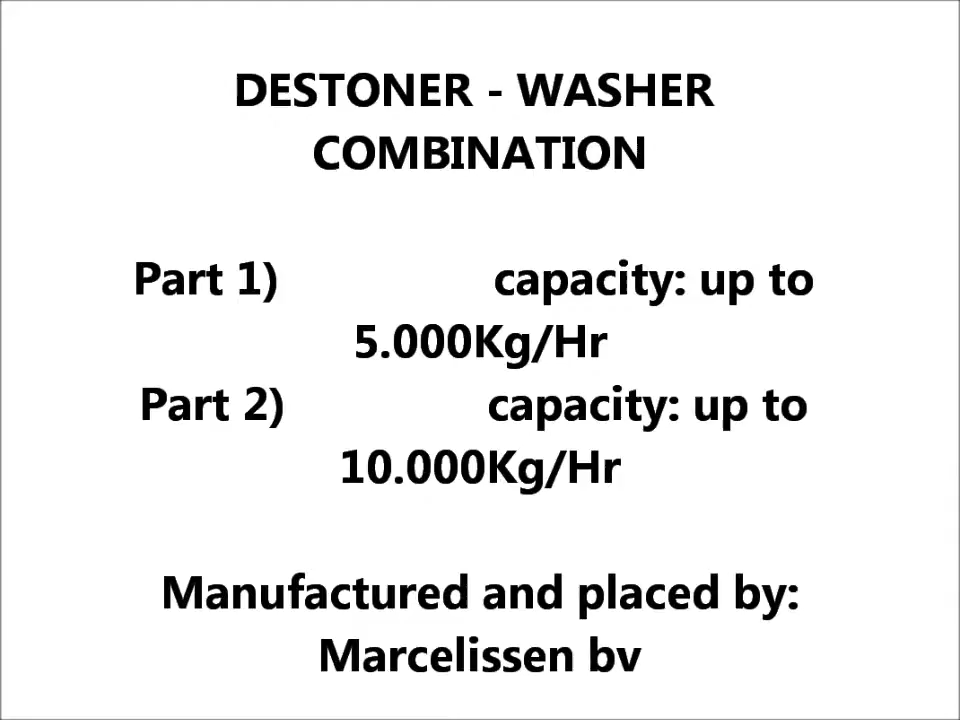 DESTONER - WASHER
COMBINATION
Part 1) capacity: up to
5.000Kg/Hr
Part 2) capacity: up to
10.000Kg/Hr
Manufactured and placed by:
Marcelissen bv